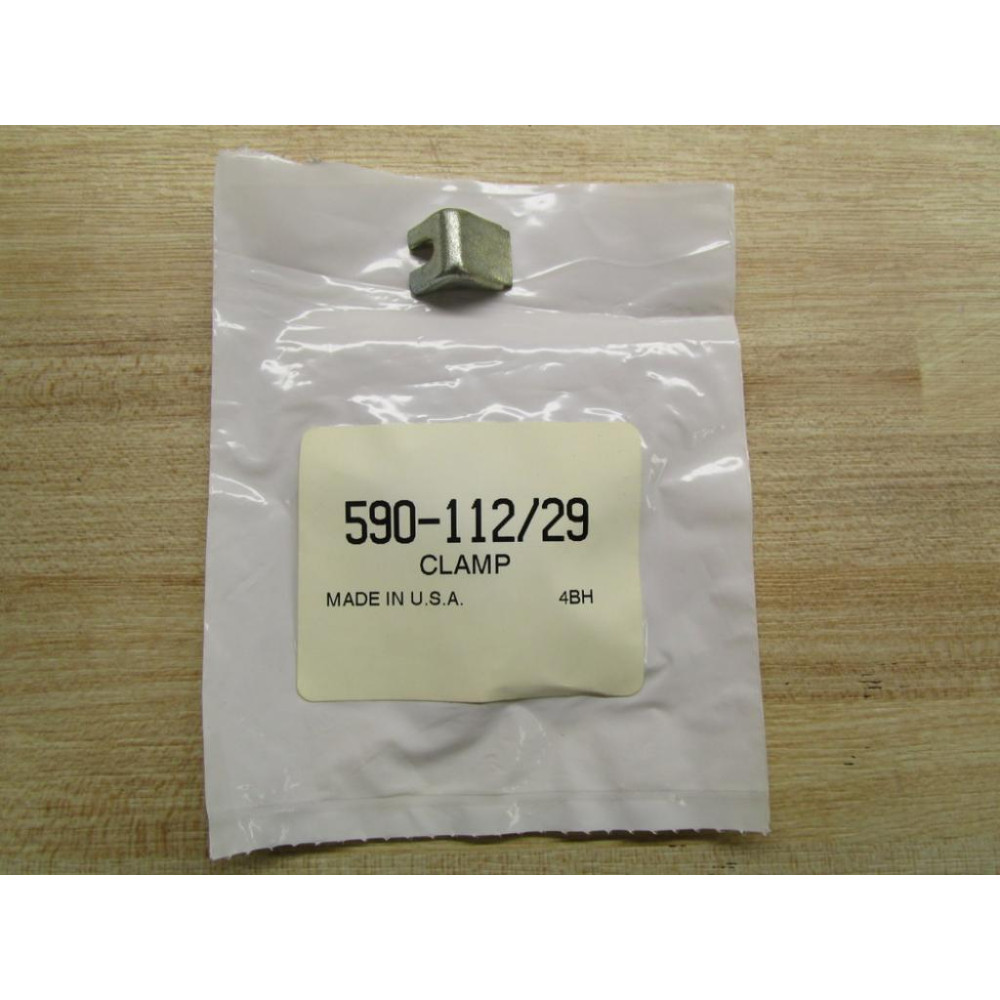 590-112/29
CLAMP
MADE IN U.S.A. 4BH